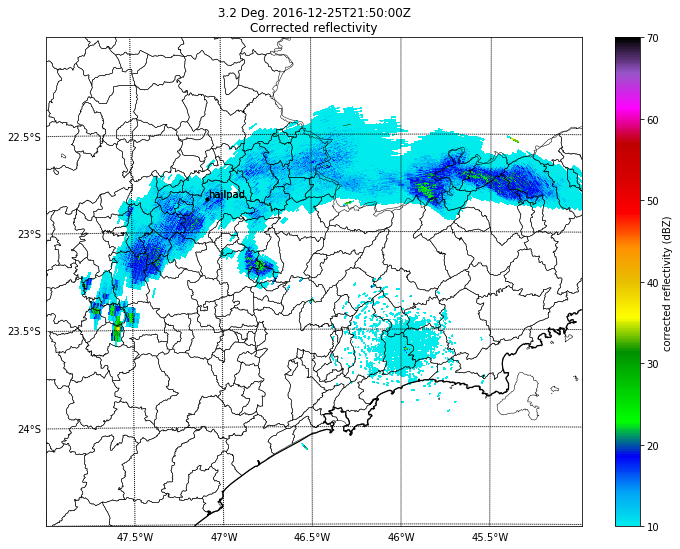 3.2 Deg. 2016-12-25T21:50:00Z
Corrected reflectivity
70
60
50
40
30
20
10
corrected reflectivity (dBZ)
22.5°S
23°S
23.5°S
24°S
hailpad
47.5°W
47°W
46.5°W
46°W
45.5°W